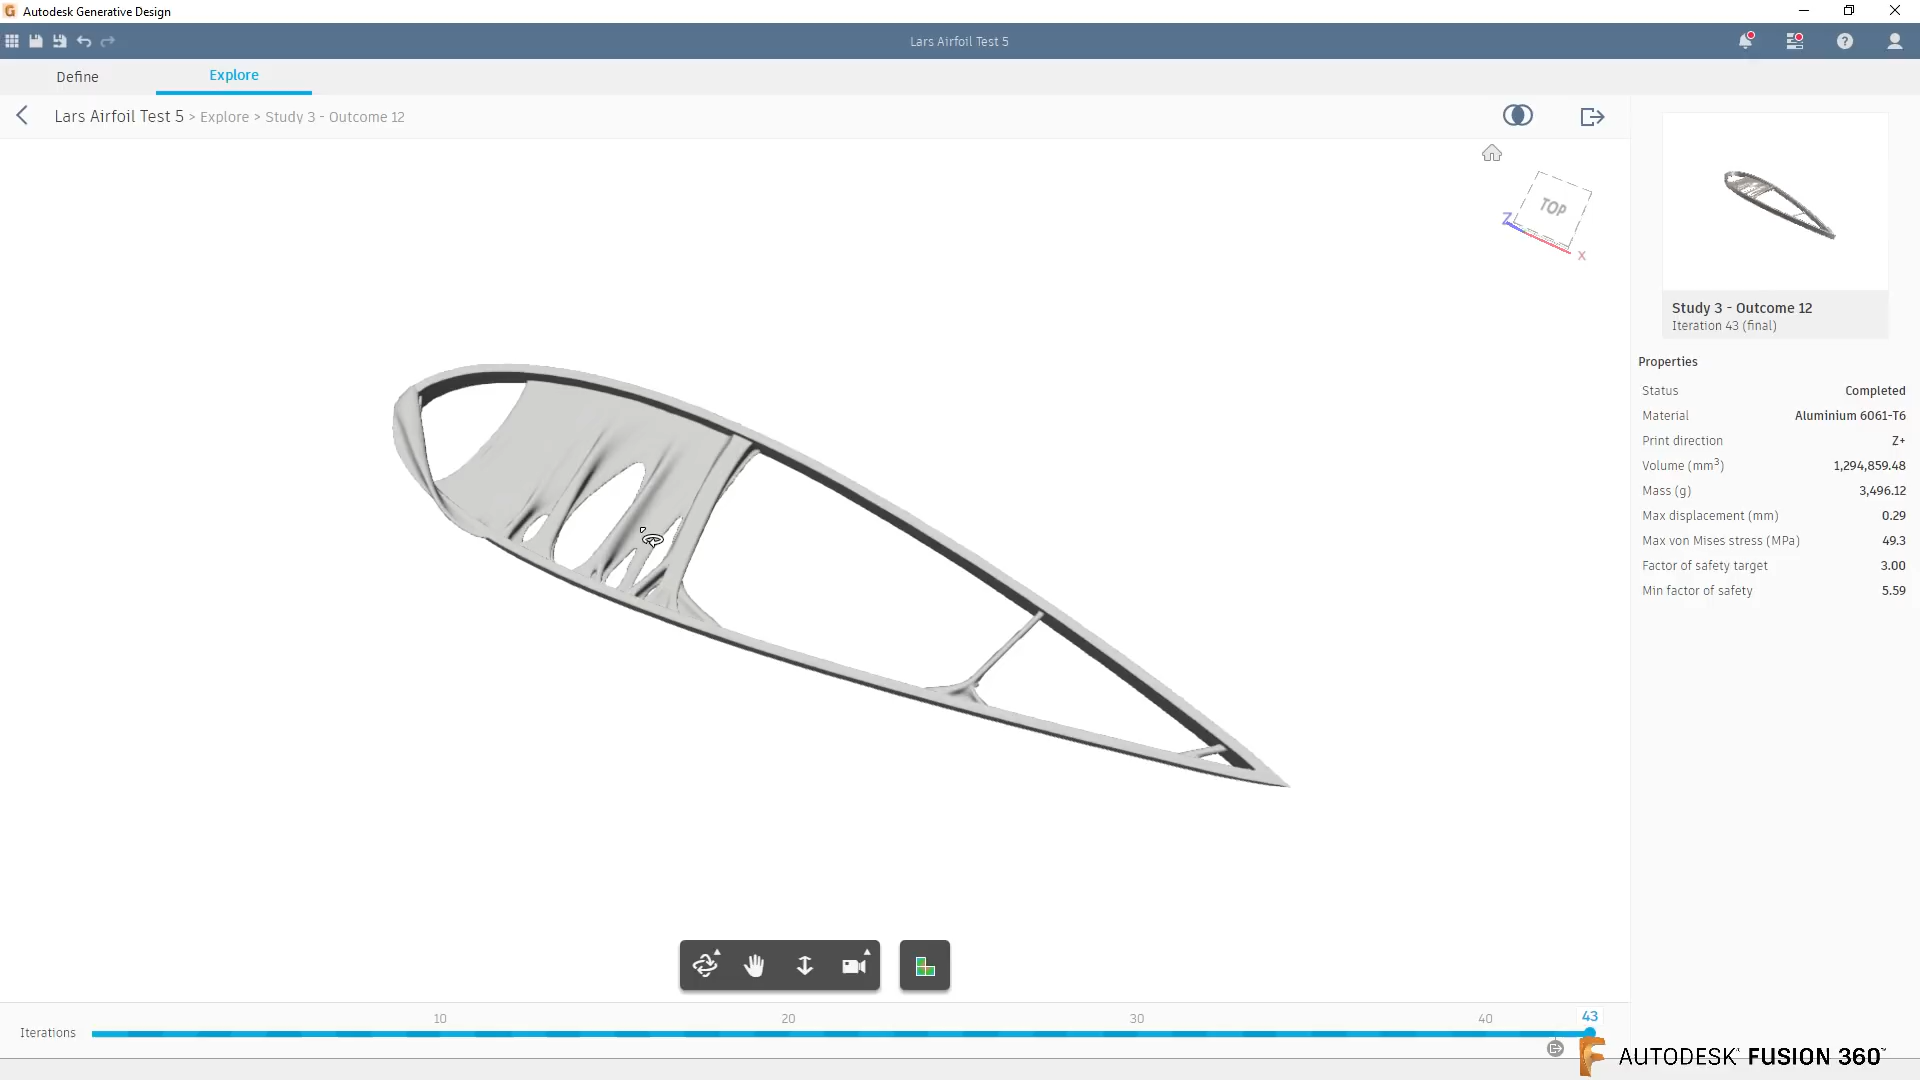 Autodesk Generative Design
Lars Airfoil Test 5
Define
Explore
Lars Airfoil Test 5 > Explore > Study 3 - Outcome 12
TOP
Z
X
Study 3 - Outcome 12
Iteration 43 (final)
Properties
Status Completed
Material Aluminium 6061-T6
Print direction Z+
Volume (mm³) 1,294,859.48
Mass (g) 3,496.12
Max displacement (mm) 0.29
Max von Mises stress (MPa) 49.3
Factor of safety target 3.00
Min factor of safety 5.59
10 20 30 40 43
Iterations
AUTODESK® FUSION 360™